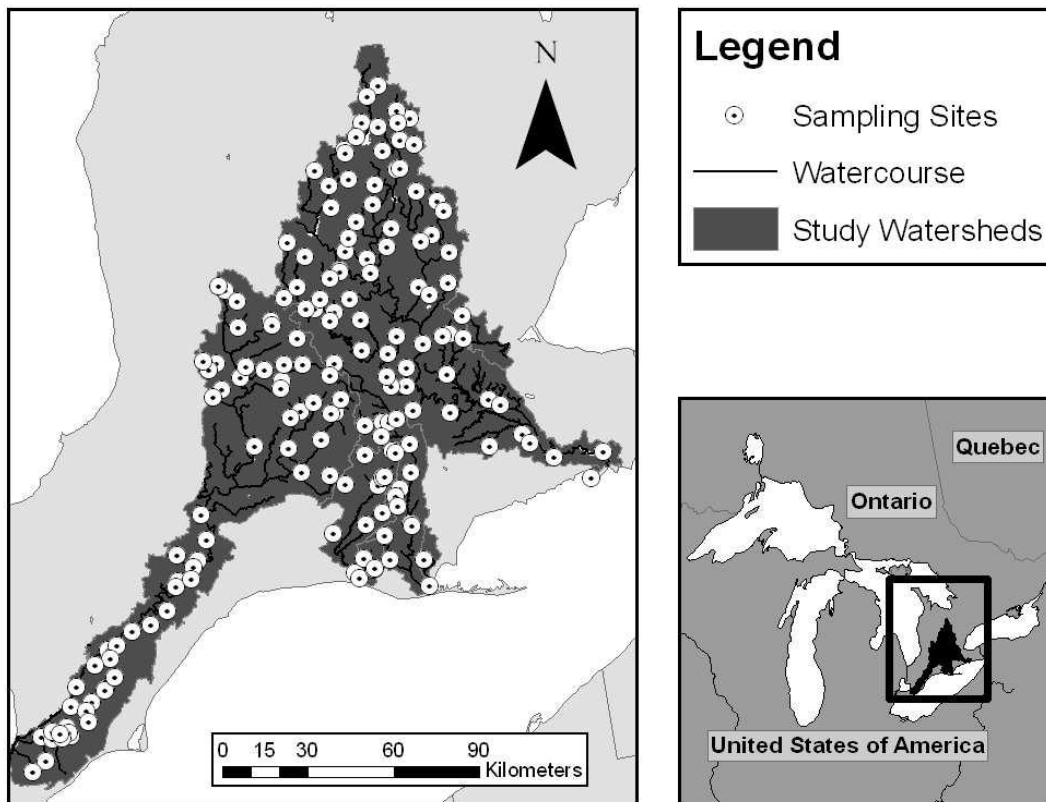 N
0 15 30 60 90
Kilometers
Legend
Sampling Sites
Watercourse
Study Watersheds
Quebec
Ontario
United States of America